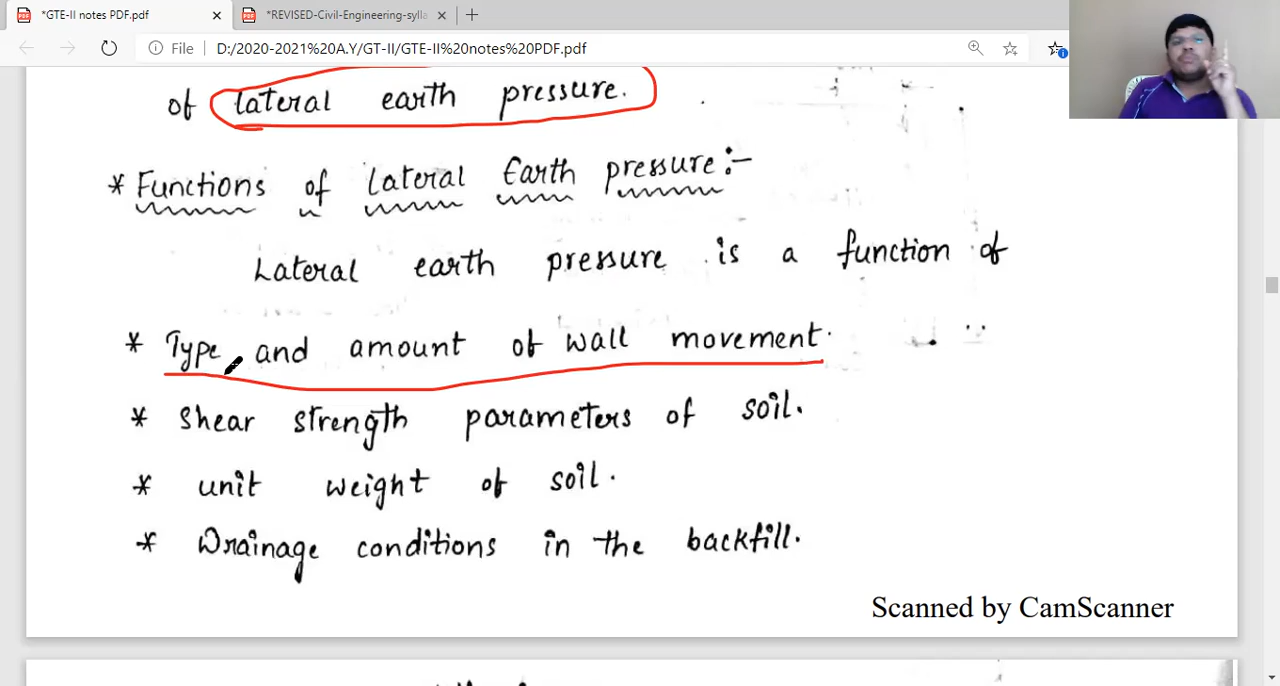 *GTE-II notes PDF.pdf
*REVISED-Civil-Engineering-sylla
File
D:/2020-2021%20A.Y/GT-II/GTE-II%20notes%20PDF.pdf
of lateral earth pressure.
* Functions of Lateral Earth pressure:-
Lateral earth pressure is a function of
* Type and amount of wall movement.
* Shear strength parameters of soil.
* unit weight of soil.
* Drainage conditions in the backfill.
Scanned by CamScanner